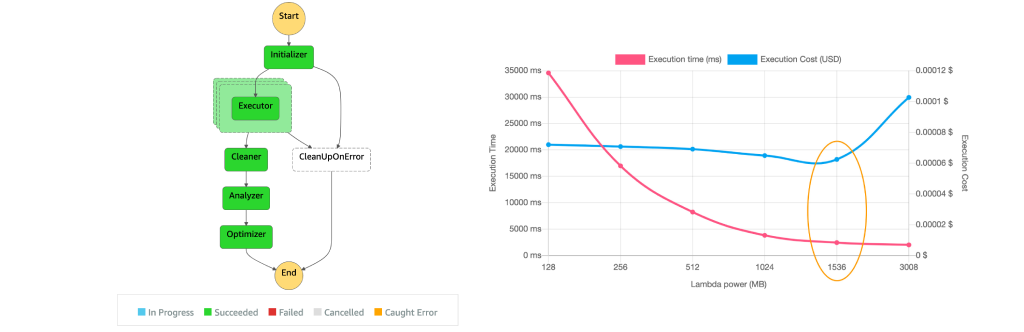 Start
Initializer
Executor
Cleaner
CleanUpOnError
Analyzer
Optimizer
End
In Progress Succeeded Failed Cancelled Caught Error
Execution time (ms) Execution Cost (USD)
35000 ms 0.00012 $
30000 ms 0.0001 $
25000 ms 0.00008 $
20000 ms 0.00006 $
15000 ms 0.00004 $
10000 ms 0.00002 $
5000 ms
0 ms 0 $
Execution Time
Execution Cost
128 256 512 1024 1536 3008
Lambda power (MB)